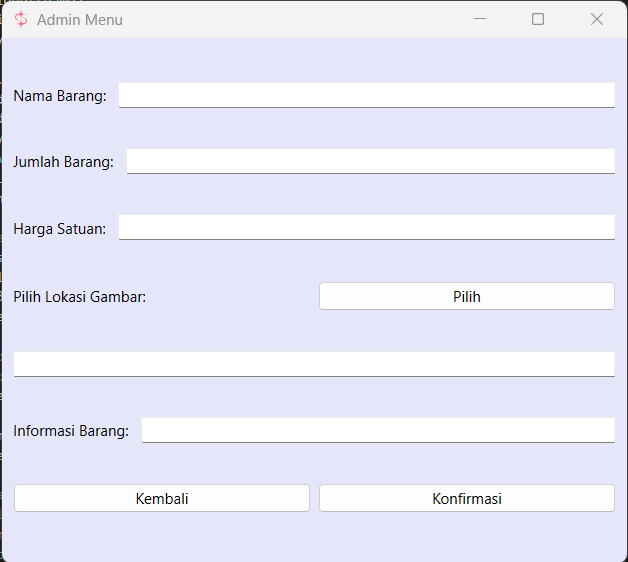 Admin Menu
Nama Barang:
Jumlah Barang:
Harga Satuan:
Pilih Lokasi Gambar:
Pilih
Informasi Barang:
Kembali
Konfirmasi